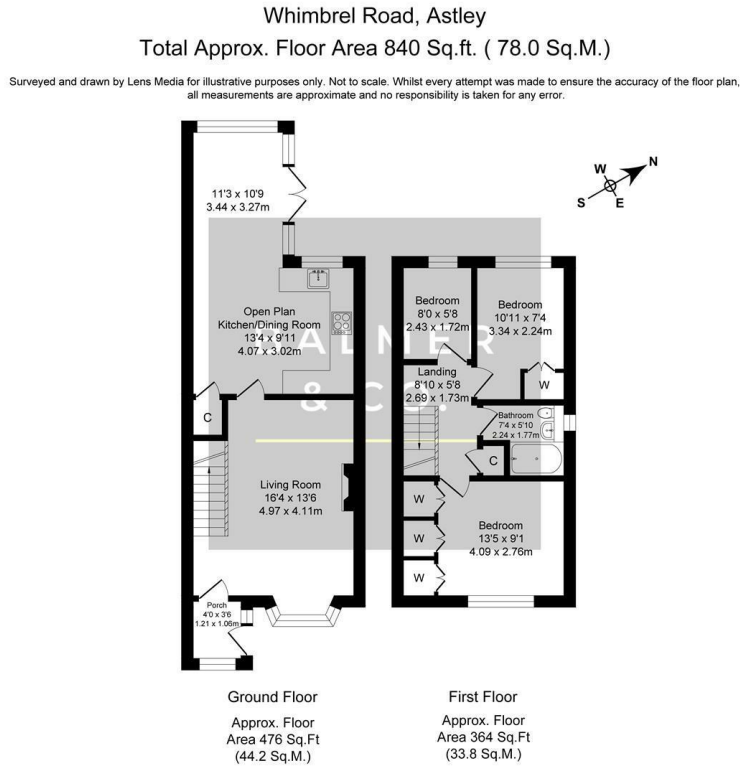 Whimbrel Road, Astley
Total Approx. Floor Area 840 Sq.ft. ( 78.0 Sq.M.)
Surveyed and drawn by Lens Media for illustrative purposes only. Not to scale. Whilst every attempt was made to ensure the accuracy of the floor plan,
all measurements are approximate and no responsibility is taken for any error.
N
W
S
E
11'3 x 10'9
3.44 x 3.27m
Open Plan
Kitchen/Dining Room
13'4 x 9'11
4.07 x 3.02m
C
Living Room
16'4 x 13'6
4.97 x 4.11m
Porch
4'0 x 3'6
1.21 x 1.06m
Bedroom
8'0 x 5'8
2.43 x 1.72m
Bedroom
10'11 x 7'4
3.34 x 2.24m
W
Landing
8'10 x 5'8
2.69 x 1.73m
Bathroom
7'4 x 5'10
2.24 x 1.77m
C
W
W
W
Bedroom
13'5 x 9'1
4.09 x 2.76m
& CO.
Ground Floor
Approx. Floor
Area 476 Sq.Ft
(44.2 Sq.M.)
First Floor
Approx. Floor
Area 364 Sq.Ft
(33.8 Sq.M.)